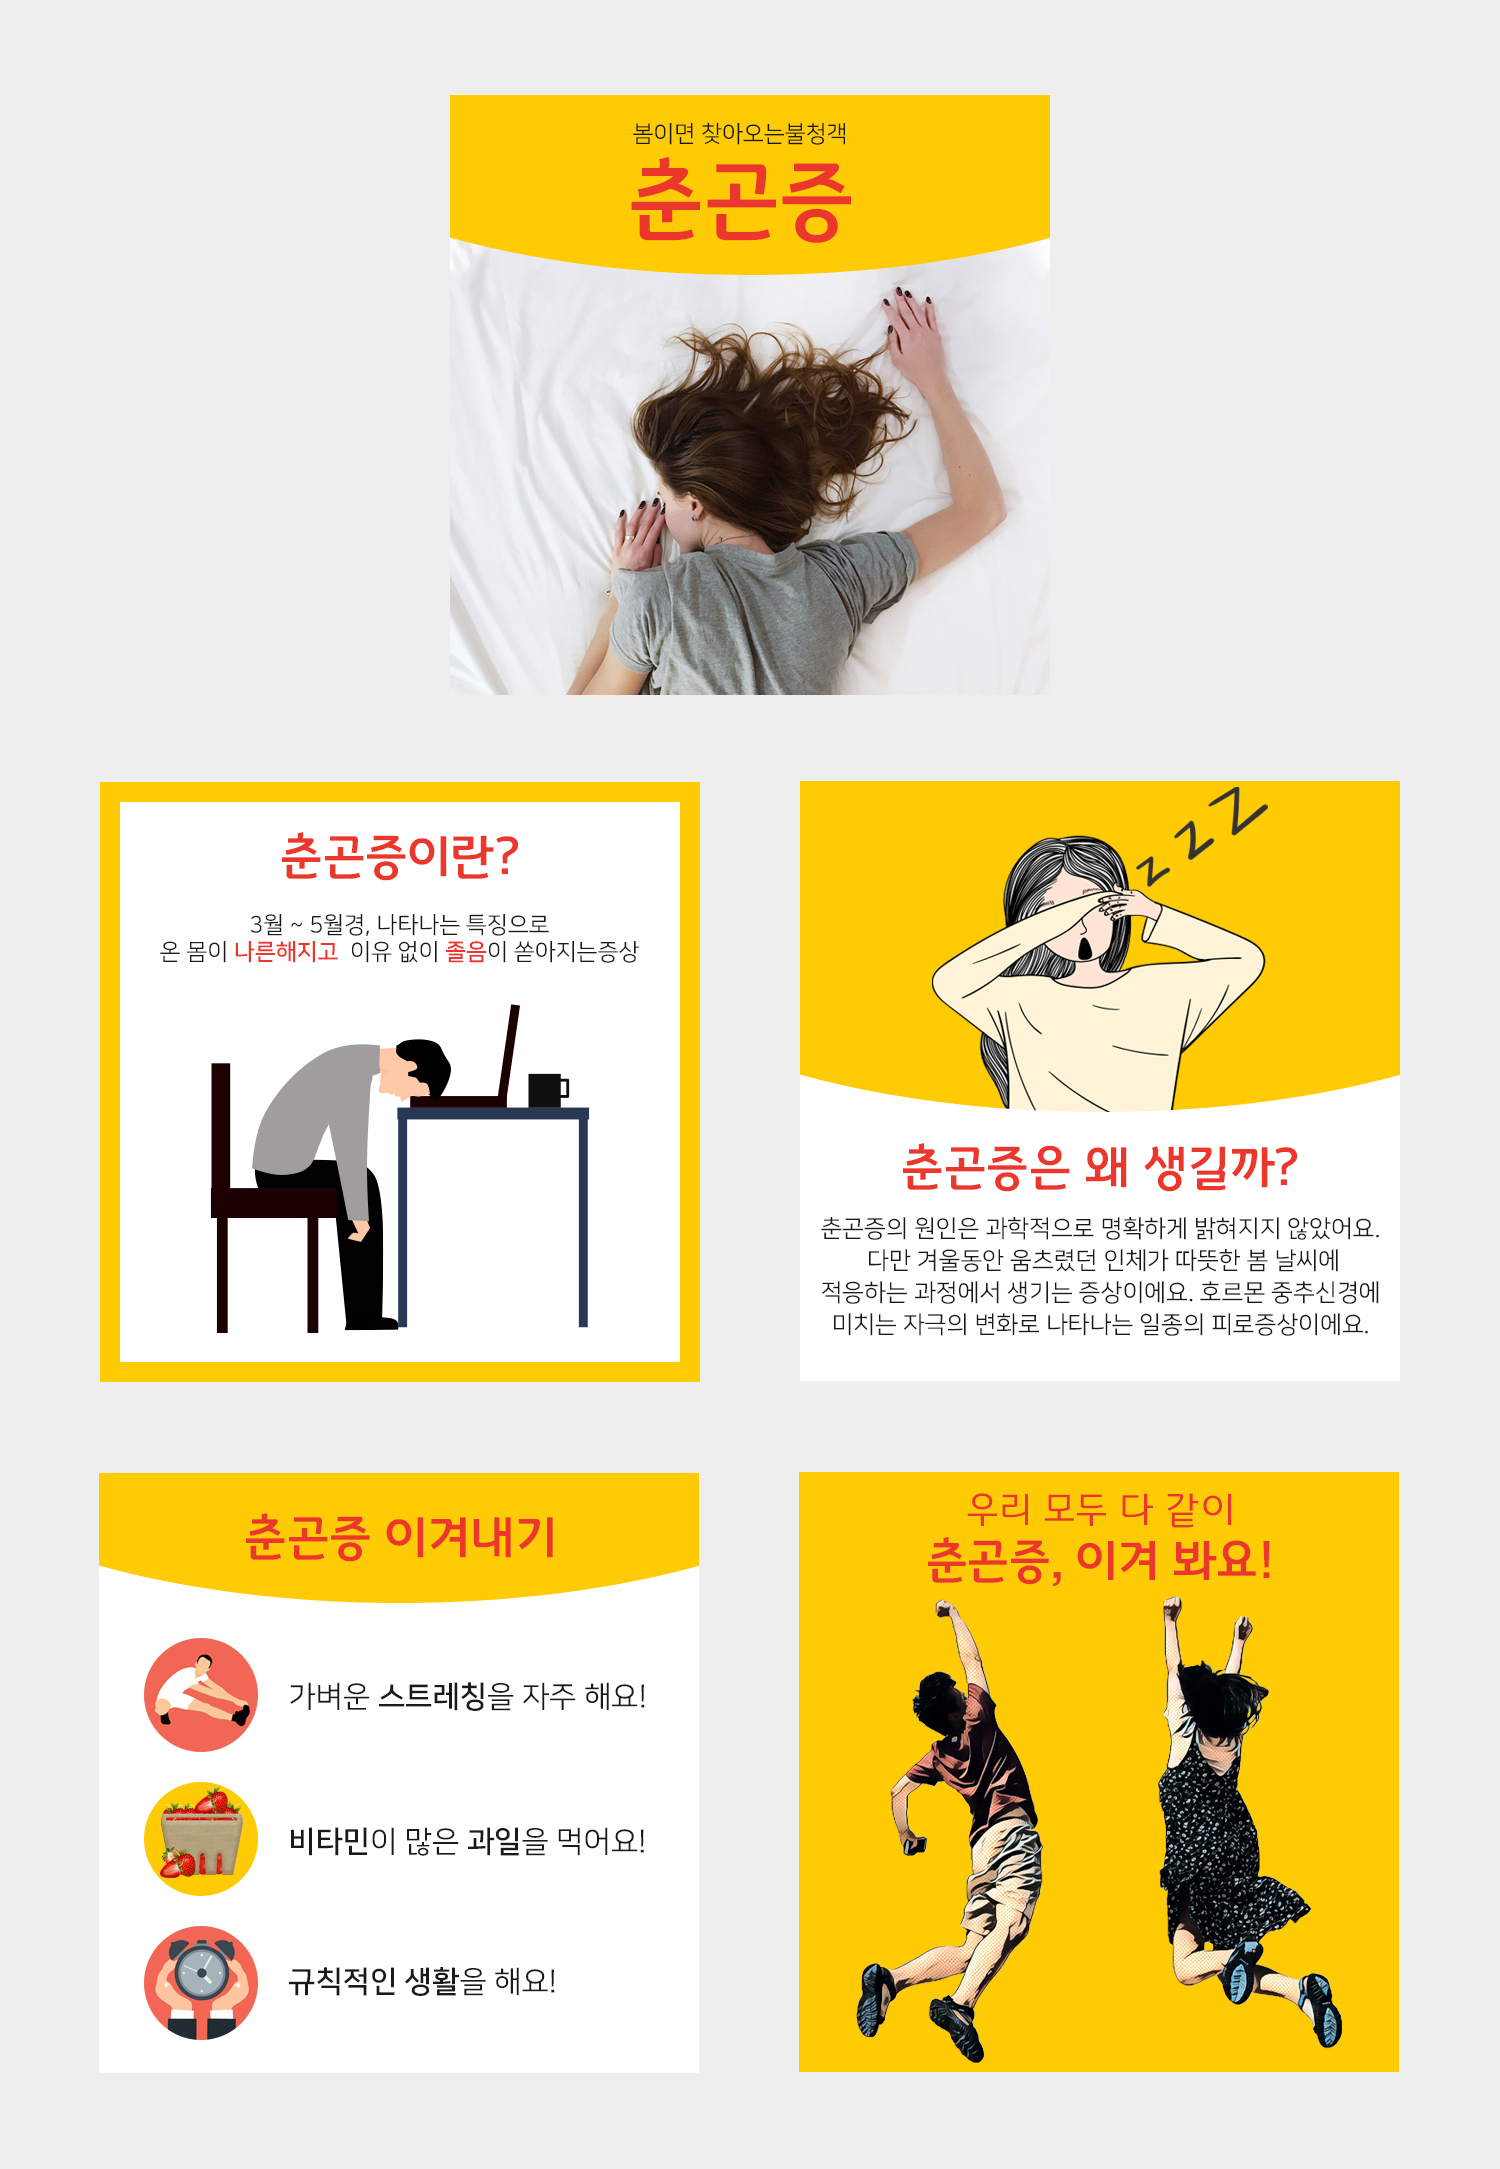 봄이면 찾아오는불청객
춘곤증
춘곤증이란?
3월 ~ 5월경, 나타나는 특징으로
온 몸이 나른해지고 이유 없이 졸음이 쏟아지는증상
z z Z
춘곤증은 왜 생길까?
춘곤증의 원인은 과학적으로 명확하게 밝혀지지 않았어요.
다만 겨울동안 움츠렸던 인체가 따뜻한 봄 날씨에
적응하는 과정에서 생기는 증상이에요. 호르몬 중추신경에
미치는 자극의 변화로 나타나는 일종의 피로증상이에요.
춘곤증 이겨내기
가벼운 스트레칭을 자주 해요!
비타민이 많은 과일을 먹어요!
규칙적인 생활을 해요!
우리 모두 다 같이
춘곤증, 이겨 봐요!